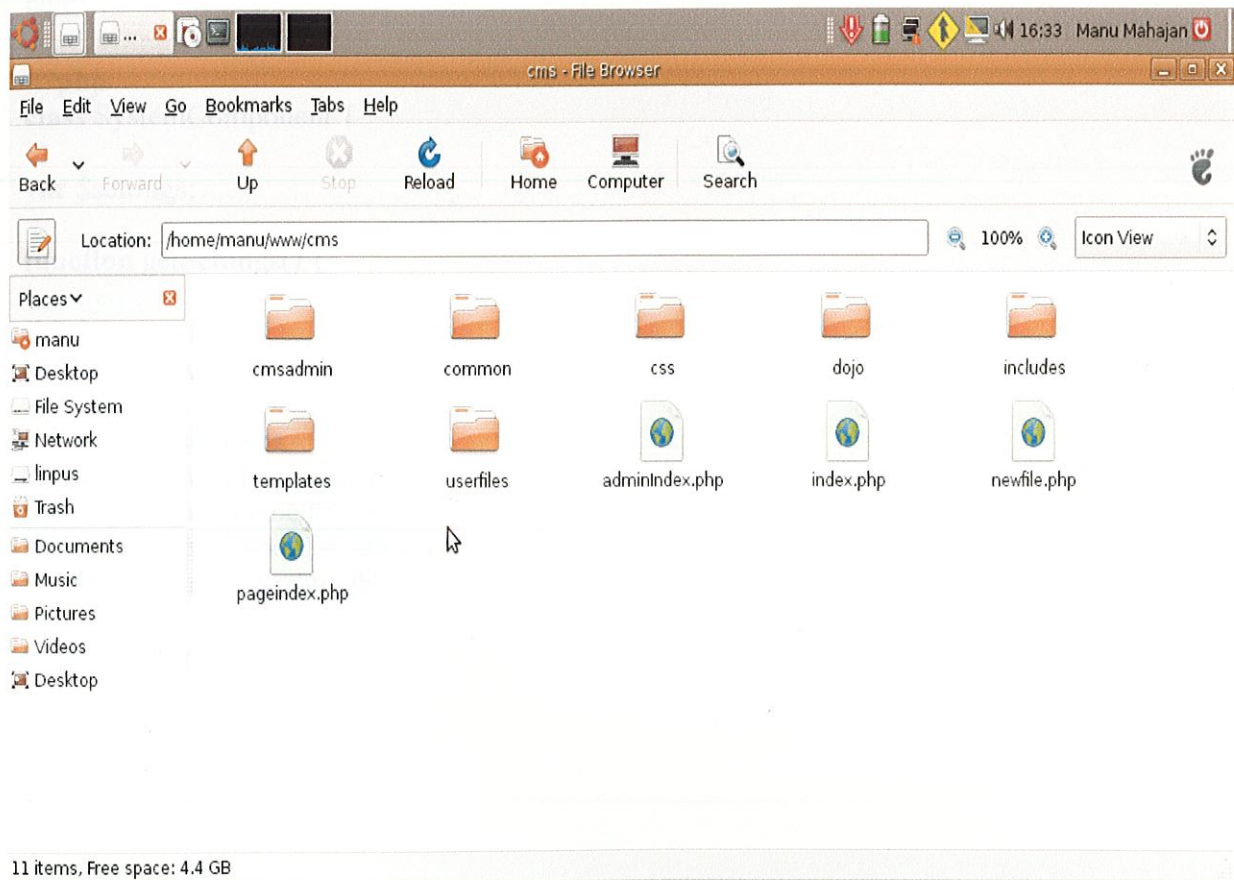 ... 16:33 Manu Mahajan
cms - File Browser
File Edit View Go Bookmarks Tabs Help
Back Forward Up Stop Reload Home Computer Search
Location: /home/manu/www/cms 100% Icon View
Places
manu
Desktop
File System
Network
linpus
Trash
Documents
Music
Pictures
Videos
Desktop
cmsadmin common css dojo includes
templates userfiles adminIndex.php index.php newfile.php
pageindex.php
11 items, Free space: 4.4 GB